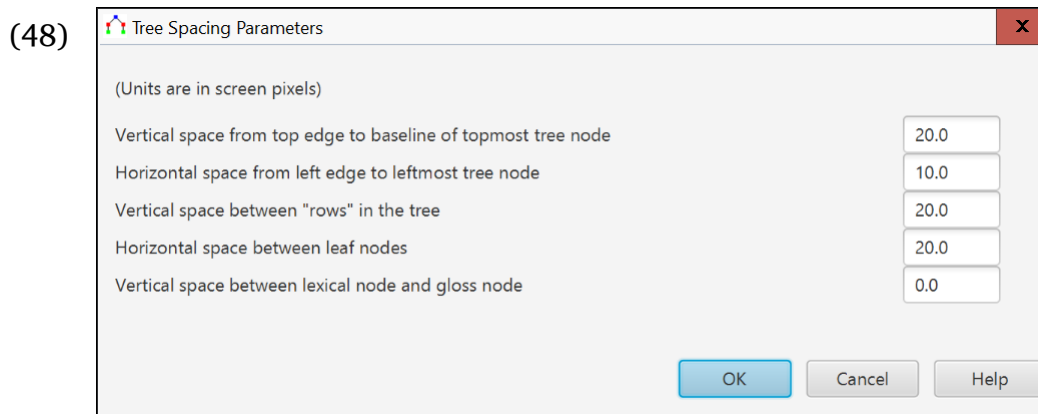 (48)
Tree Spacing Parameters X
(Units are in screen pixels)
Vertical space from top edge to baseline of topmost tree node 20.0
Horizontal space from left edge to leftmost tree node 10.0
Vertical space between "rows" in the tree 20.0
Horizontal space between leaf nodes 20.0
Vertical space between lexical node and gloss node 0.0
OK Cancel Help